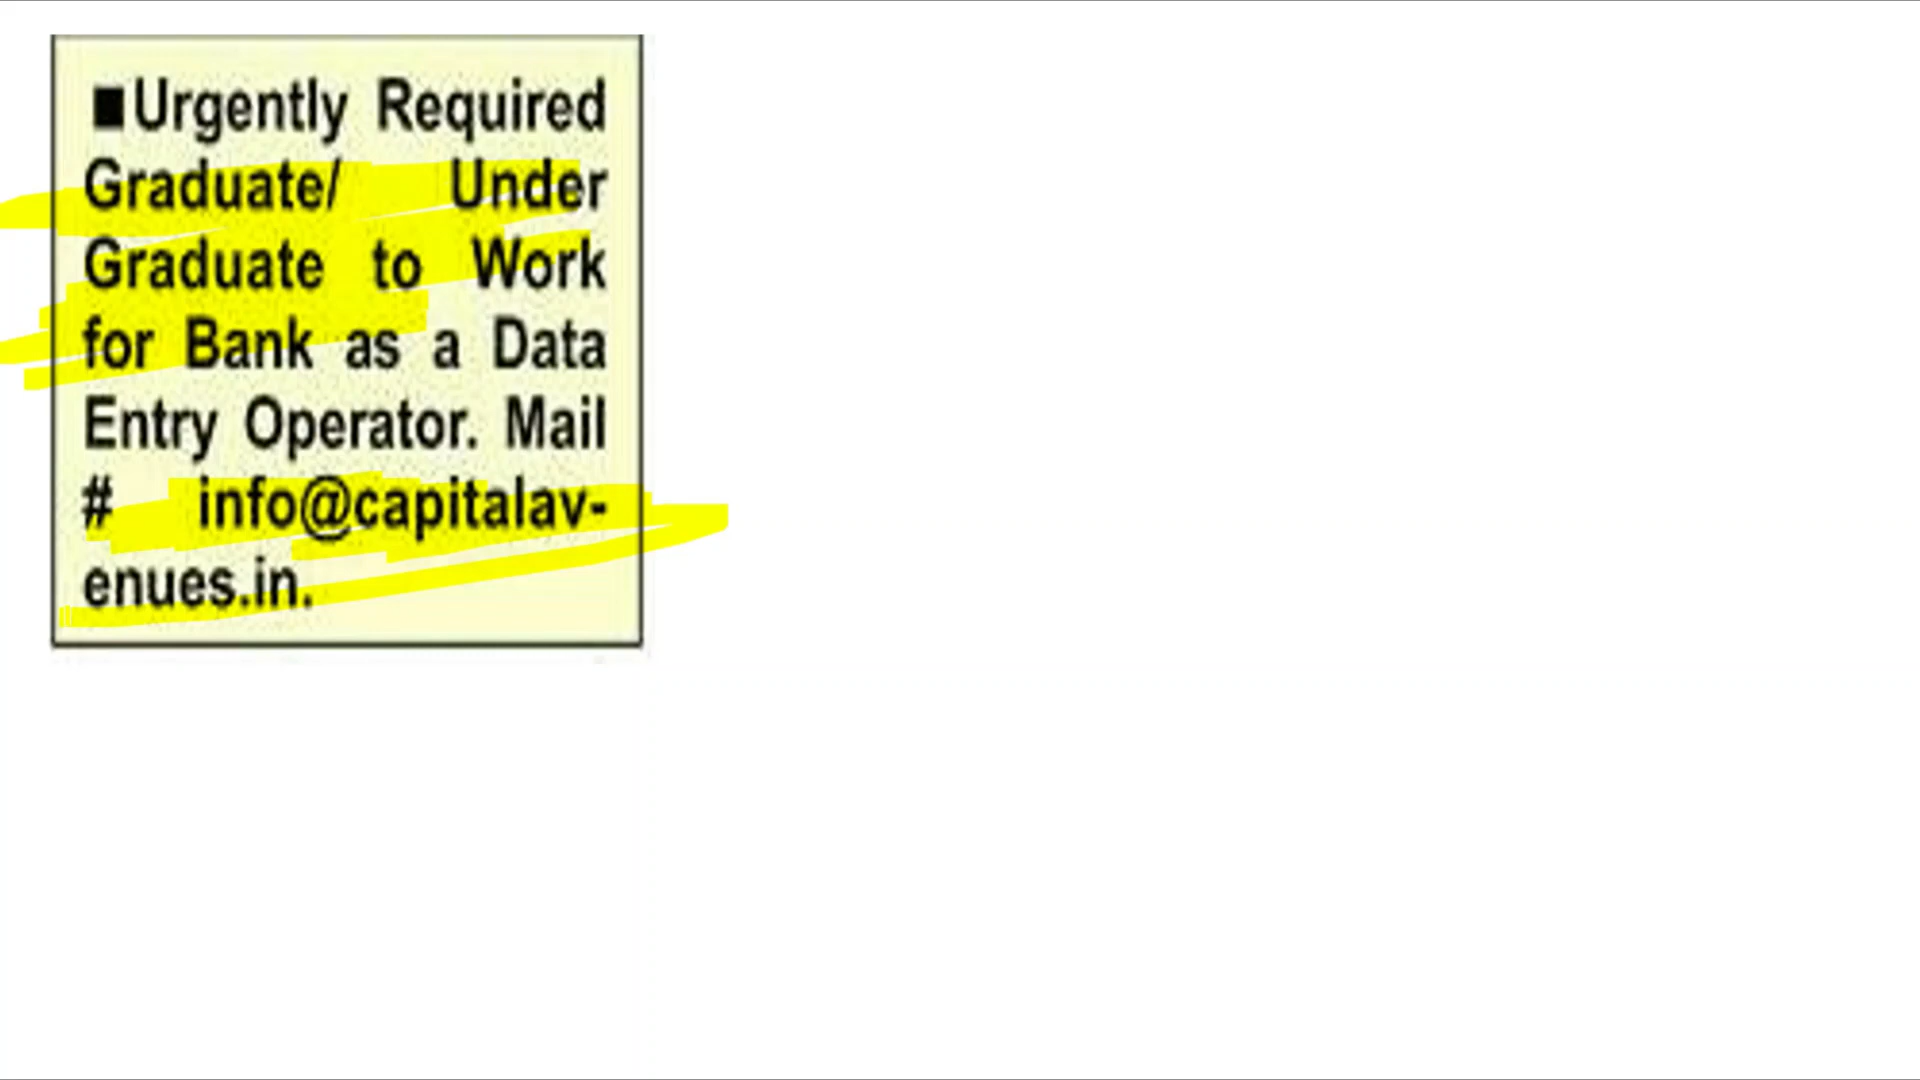 ■Urgently Required
Graduate/ Under
Graduate to Work
for Bank as a Data
Entry Operator. Mail
# info@capitalav-
enues.in.